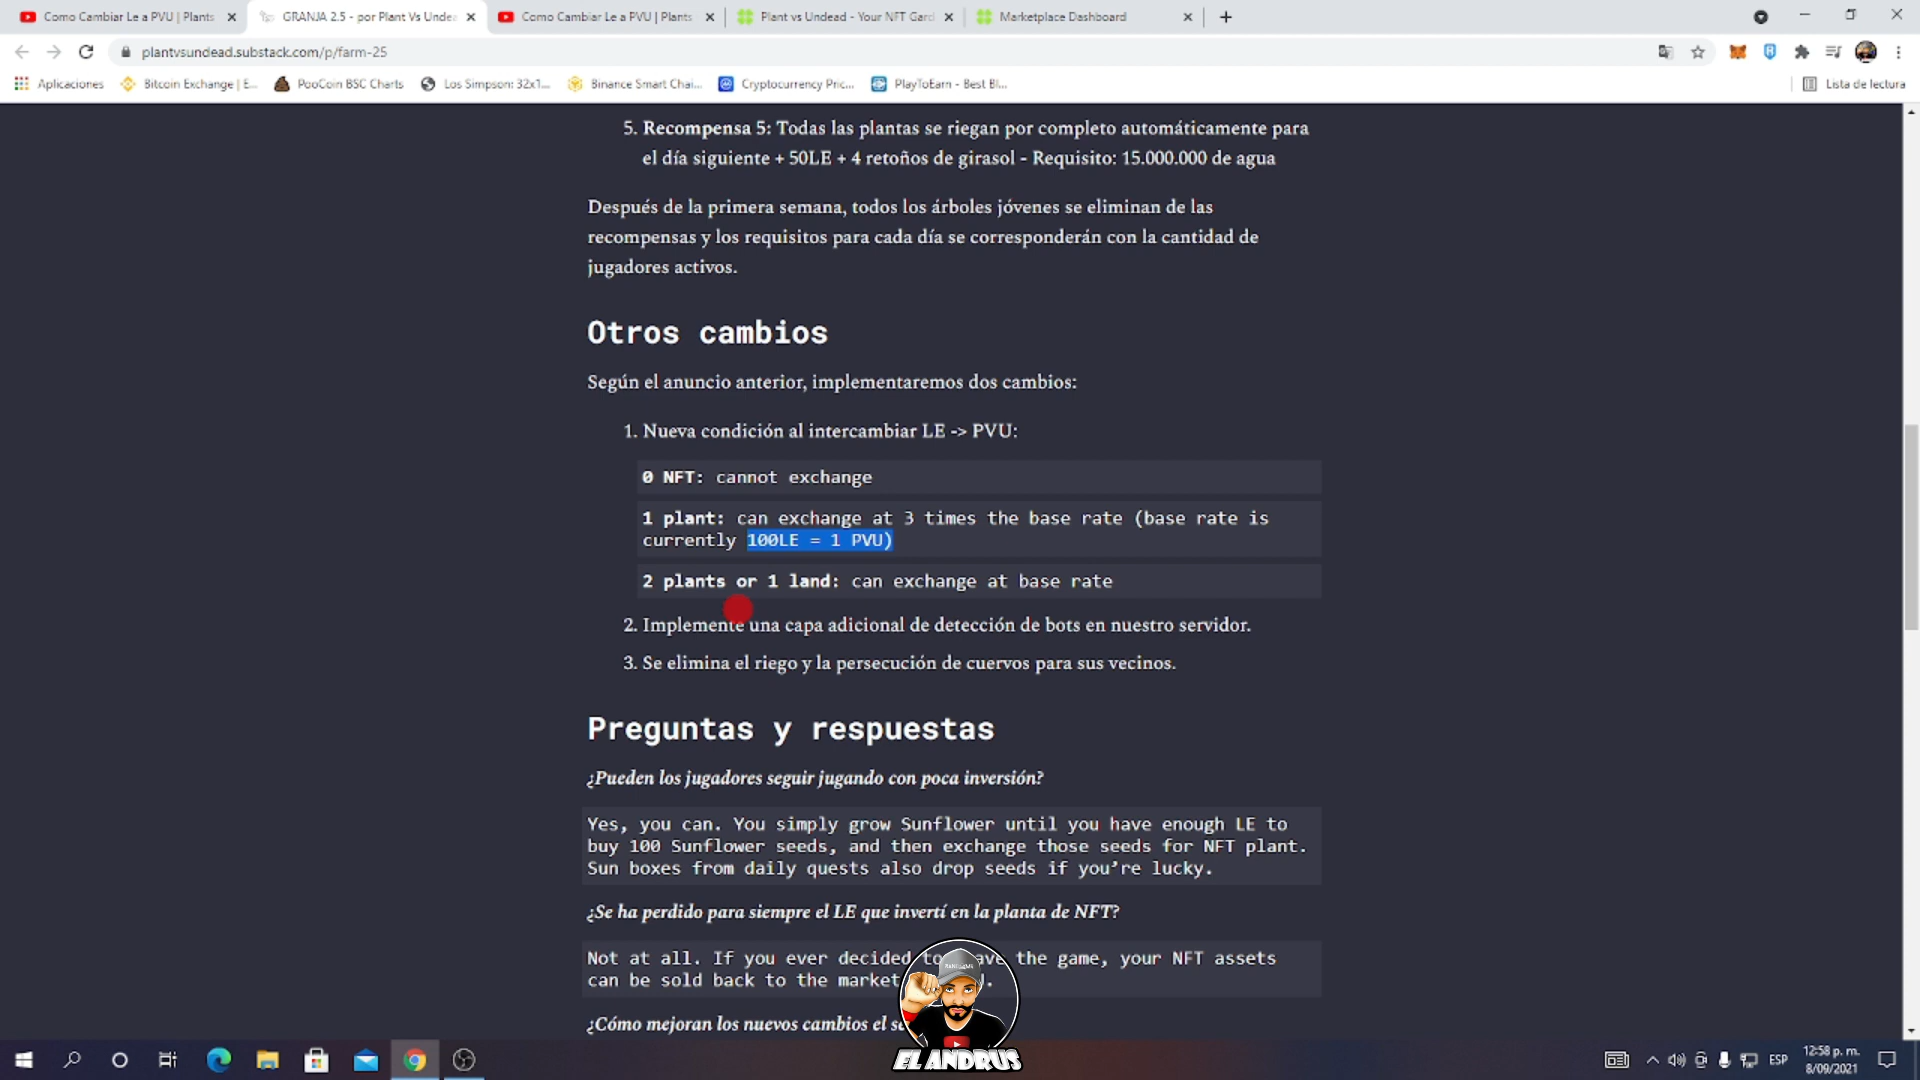 Como Cambiar Le a PVU | Plants
GRANJA 2.5 - por Plant Vs Unde
Como Cambiar Le a PVU | Plants
Plant vs Undead - Your NFT Gard
Marketplace Dashboard
plantvsundead.substack.com/p/farm-25
Aplicaciones
Bitcoin Exchange | E...
PooCoin BSC Charts
Los Simpson: 32x1...
Binance Smart Chai...
Cryptocurrency Pric...
PlayToEarn - Best Bl...
Lista de lectura
5. Recompensa 5: Todas las plantas se riegan por completo automáticamente para
el día siguiente + 50LE + 4 retoños de girasol - Requisito: 15.000.000 de agua
Después de la primera semana, todos los árboles jóvenes se eliminan de las
recompensas y los requisitos para cada día se corresponderán con la cantidad de
jugadores activos.
Otros cambios
Según el anuncio anterior, implementaremos dos cambios:
1. Nueva condición al intercambiar LE -> PVU:
0 NFT: cannot exchange
1 plant: can exchange at 3 times the base rate (base rate is
currently 100LE = 1 PVU)
2 plants or 1 land: can exchange at base rate
2. Implemente una capa adicional de detección de bots en nuestro servidor.
3. Se elimina el riego y la persecución de cuervos para sus vecinos.
Preguntas y respuestas
¿Pueden los jugadores seguir jugando con poca inversión?
Yes, you can. You simply grow Sunflower until you have enough LE to
buy 100 Sunflower seeds, and then exchange those seeds for NFT plant.
Sun boxes from daily quests also drop seeds if you're lucky.
¿Se ha perdido para siempre el LE que invertí en la planta de NFT?
Not at all. If you ever decided to the game, your NFT assets
can be sold back to the market
¿Cómo mejoran los nuevos cambios el
EL ANDRUS
ESP
12:58 p. m.
8/09/2021